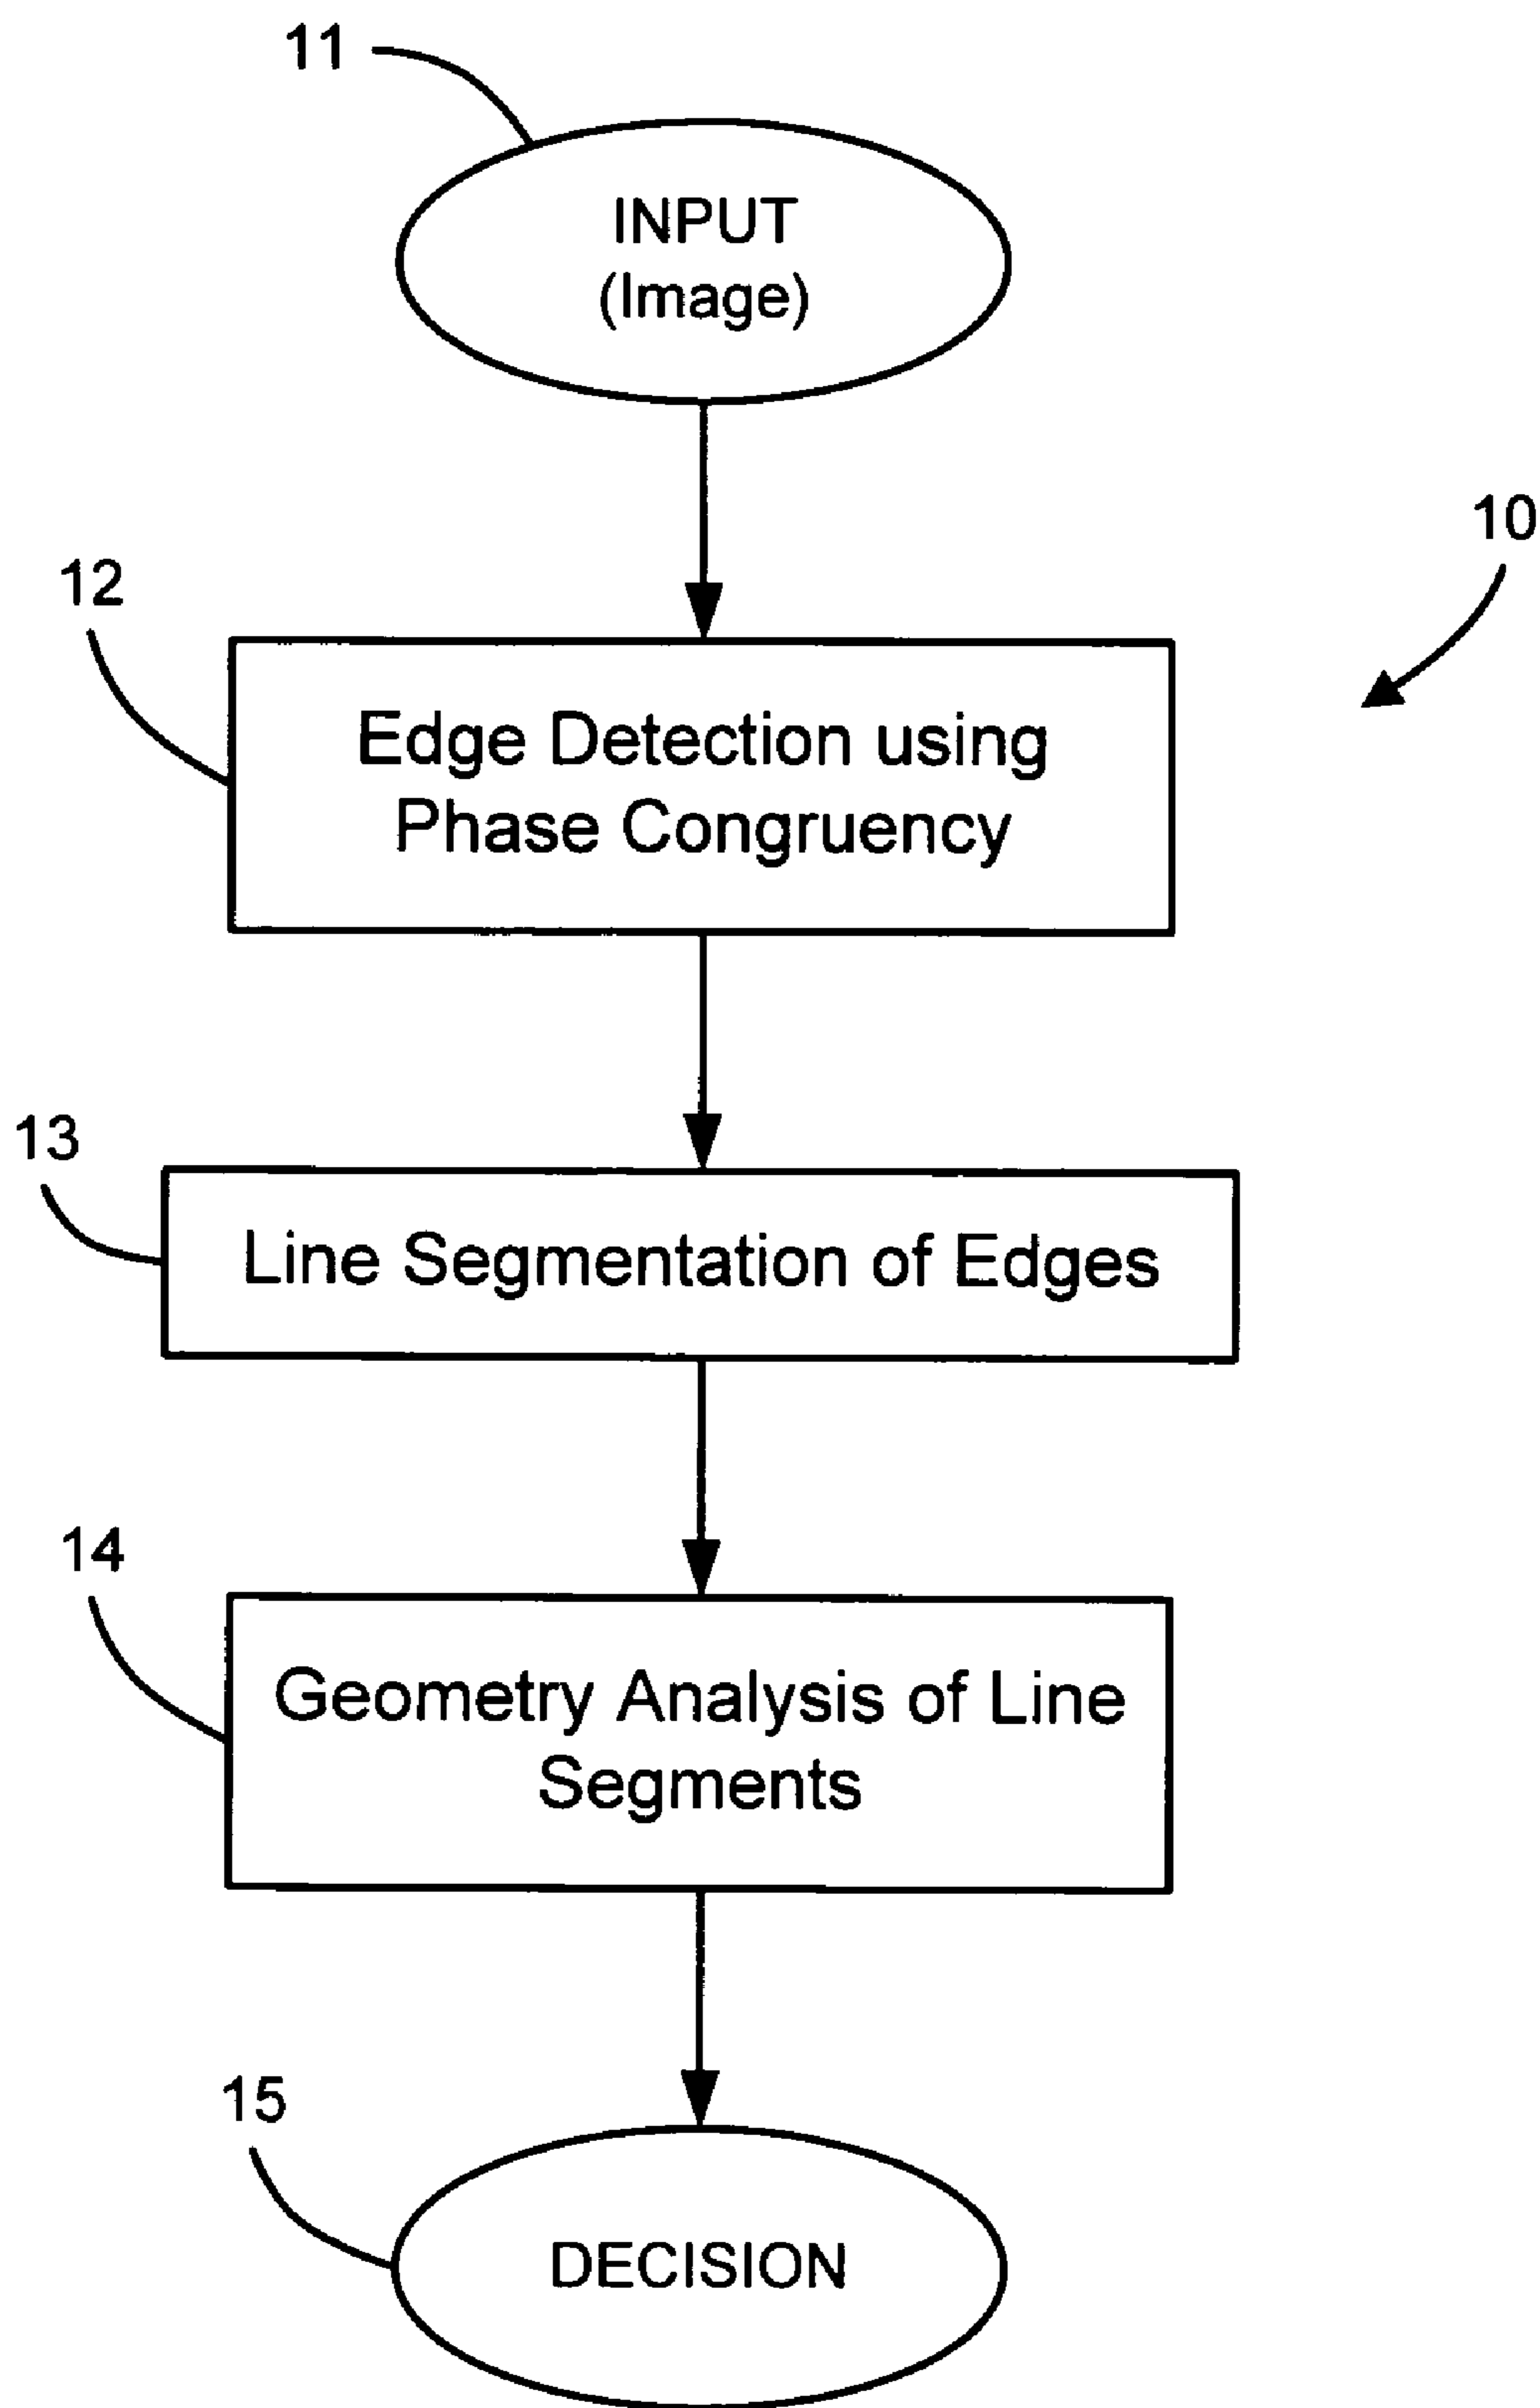 11
INPUT
(Image)
10
12
Edge Detection using
Phase Congruency
13
Line Segmentation of Edges
14
Geometry Analysis of Line
Segments
15
DECISION